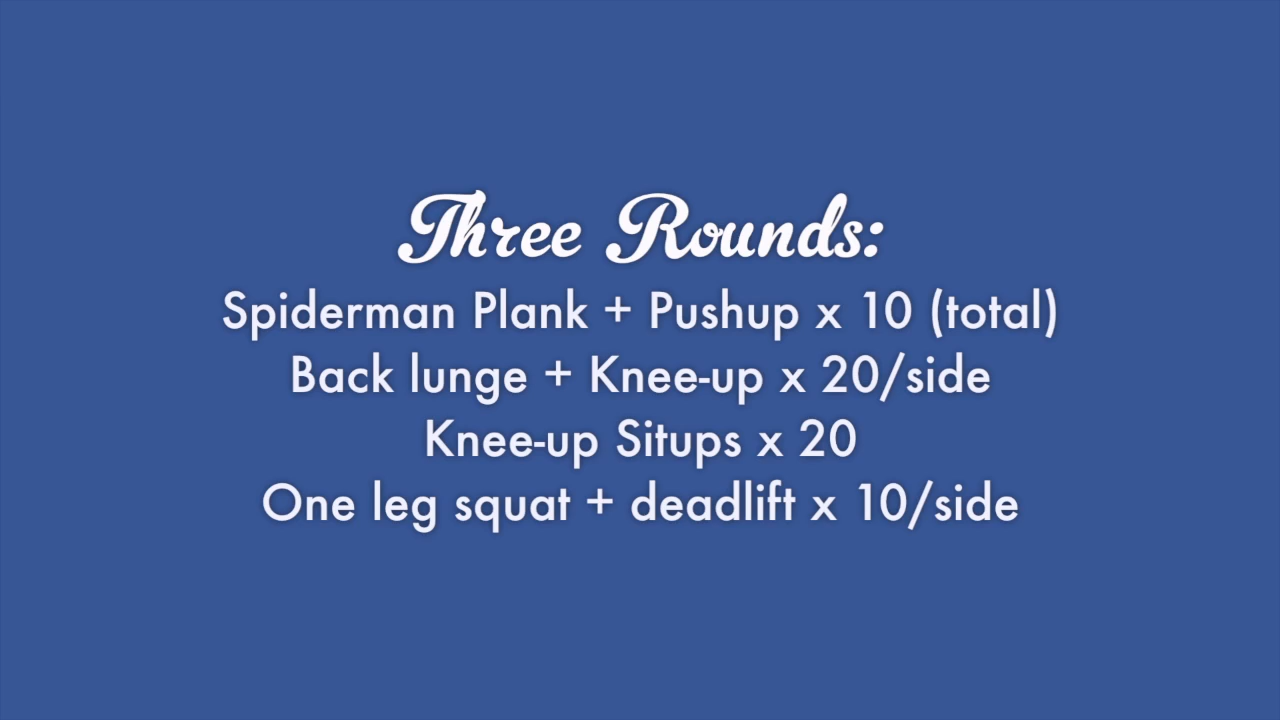 Three Rounds:
Spiderman Plank + Pushup x 10 (total)
Back lunge + Knee-up x 20/side
Knee-up Situps x 20
One leg squat + deadlift x 10/side